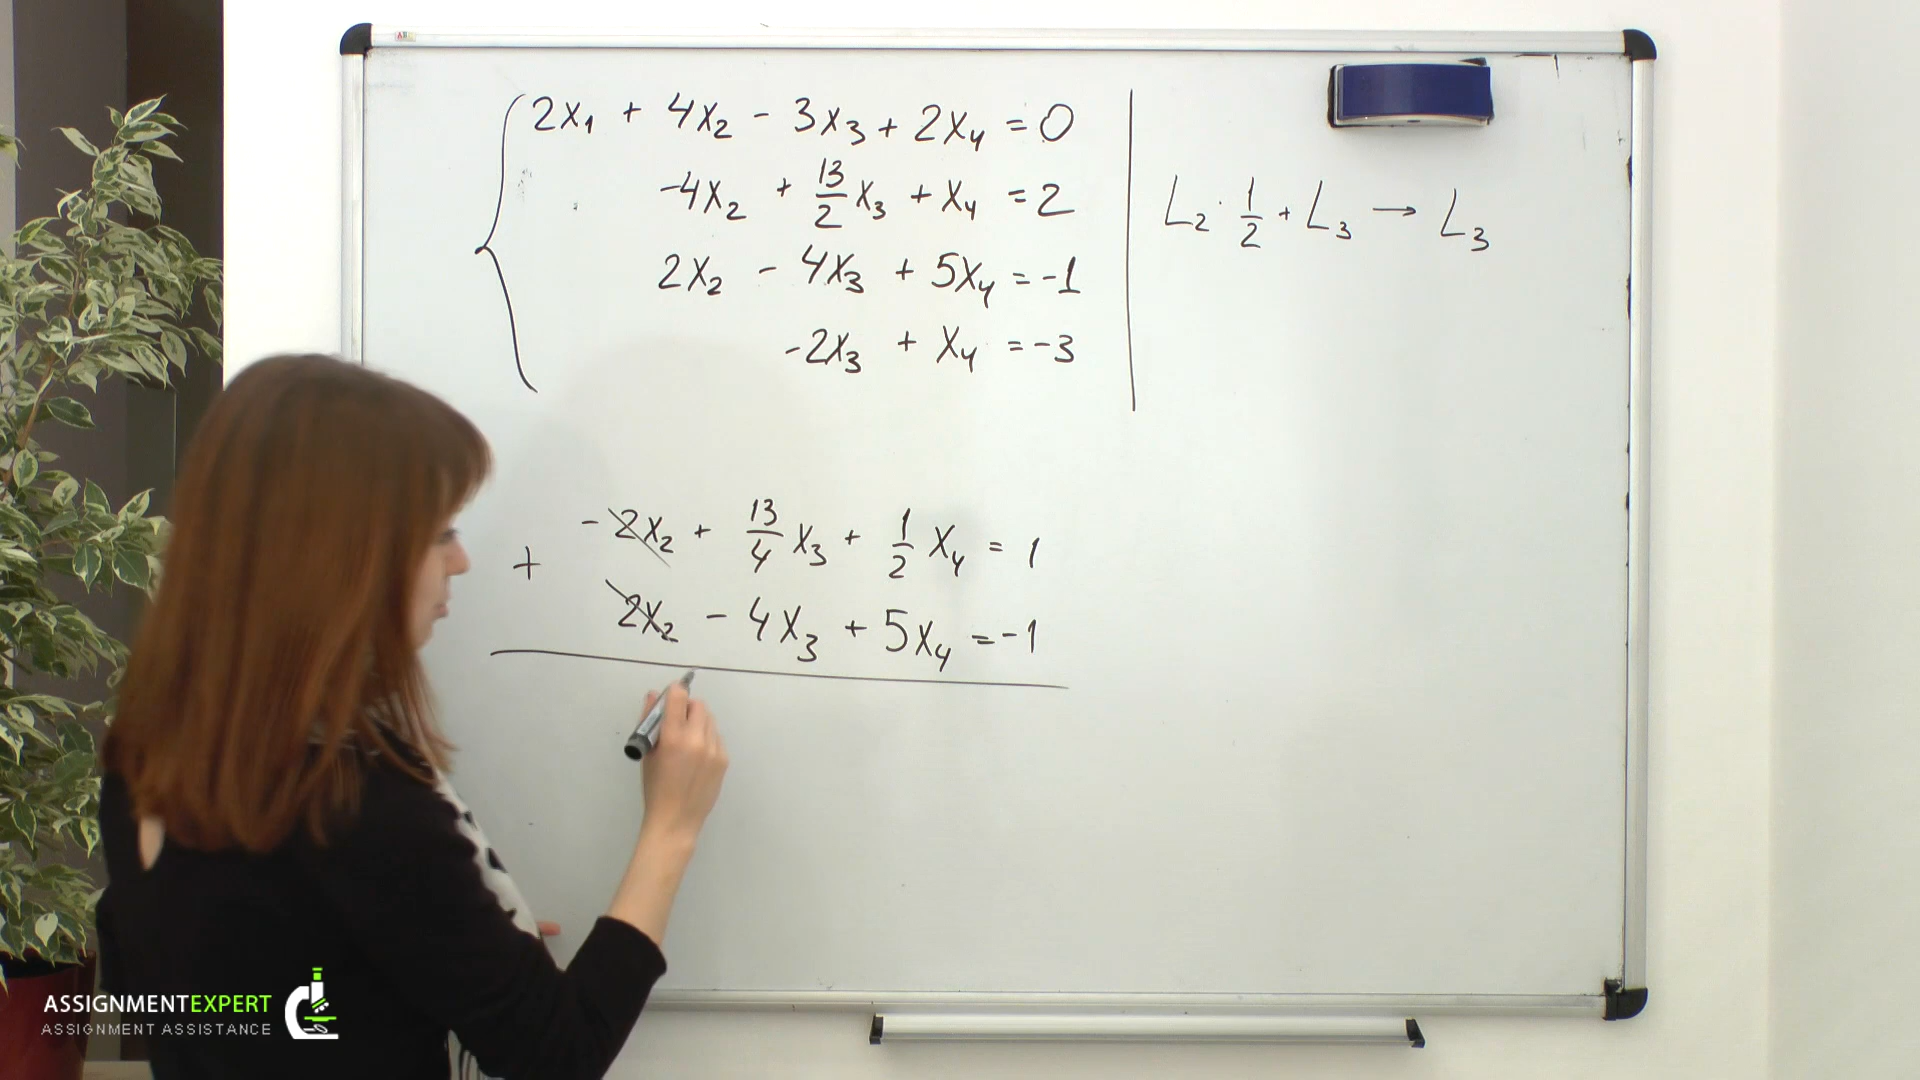 2x₁ + 4x₂ - 3x₃ + 2x₄ = 0
-4x₂ + 13/2 x₃ + x₄ = 2
2x₂ - 4x₃ + 5x₄ = -1
-2x₃ + x₄ = -3
L₂ · 1/2 + L₃ → L₃
-2x₂ + 13/4 x₃ + 1/2 x₄ = 1
+
2x₂ - 4x₃ + 5x₄ = -1
ASSIGNMENTEXPERT
ASSIGNMENT ASSISTANCE